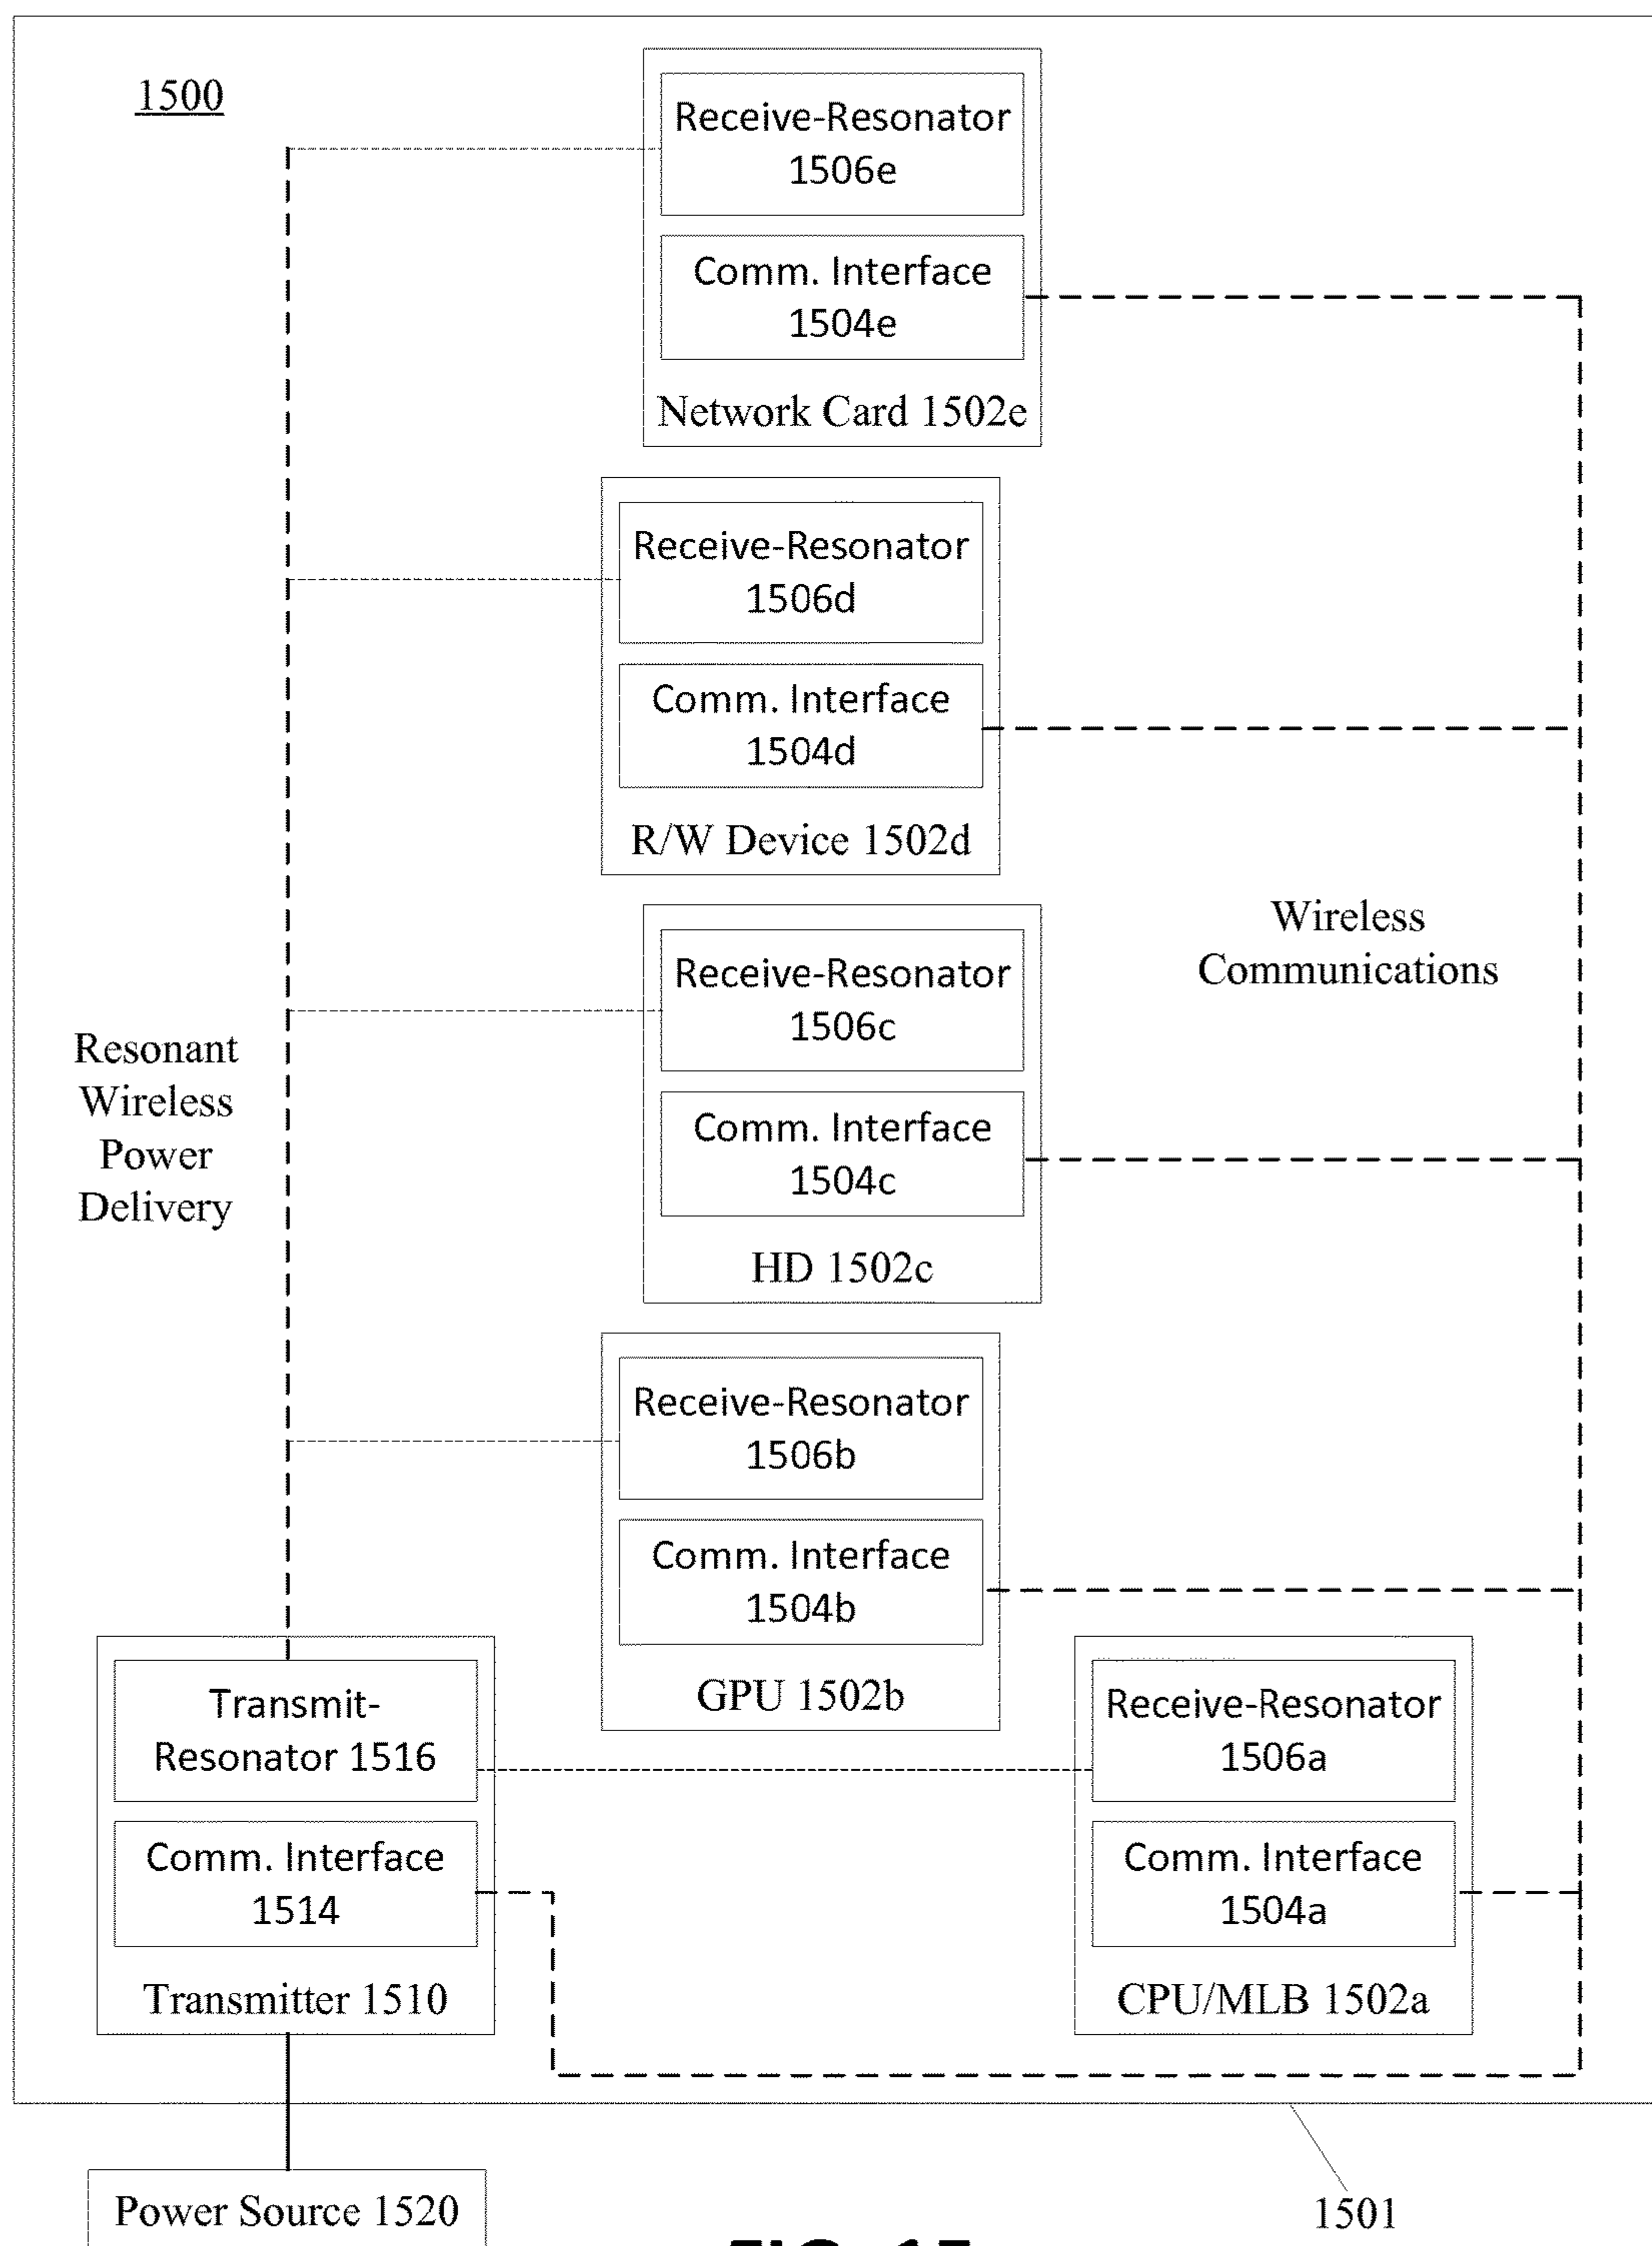 1500
Receive-Resonator
1506e
Comm. Interface
1504e
Network Card 1502e
Receive-Resonator
1506d
Comm. Interface
1504d
R/W Device 1502d
Wireless
Communications
Receive-Resonator
1506c
Comm. Interface
1504c
HD 1502c
Resonant
Wireless
Power
Delivery
Receive-Resonator
1506b
Comm. Interface
1504b
GPU 1502b
Transmit-
Resonator 1516
Comm. Interface
1514
Transmitter 1510
Receive-Resonator
1506a
Comm. Interface
1504a
CPU/MLB 1502a
Power Source 1520
1501